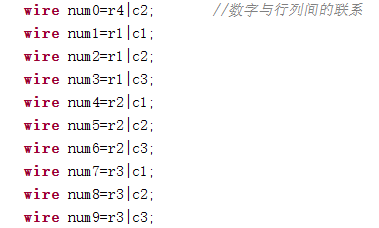 wire num0=r4|c2;        //数字与行列间的联系
wire num1=r1|c1;
wire num2=r1|c2;
wire num3=r1|c3;
wire num4=r2|c1;
wire num5=r2|c2;
wire num6=r2|c3;
wire num7=r3|c1;
wire num8=r3|c2;
wire num9=r3|c3;